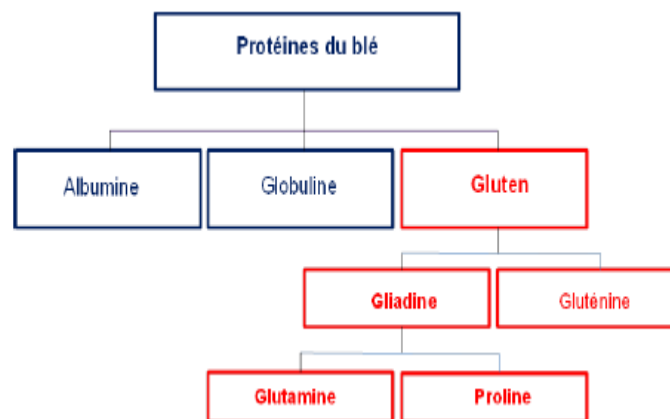 Protéines du blé
Albumine
Globuline
Gluten
Gliadine
Gluténine
Glutamine
Proline